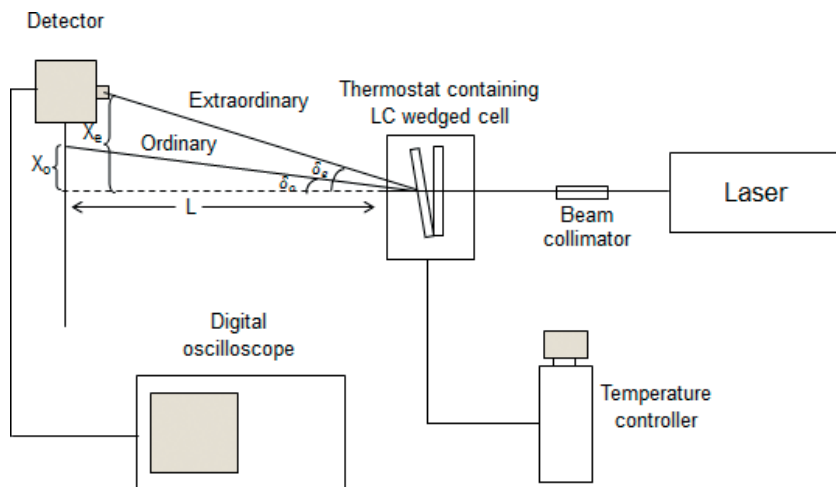 Detector
Extraordinary
Thermostat containing
LC wedged cell
Xe
Ordinary
Xo
δe
δo
Laser
L
Beam
collimator
Digital
oscilloscope
Temperature
controller